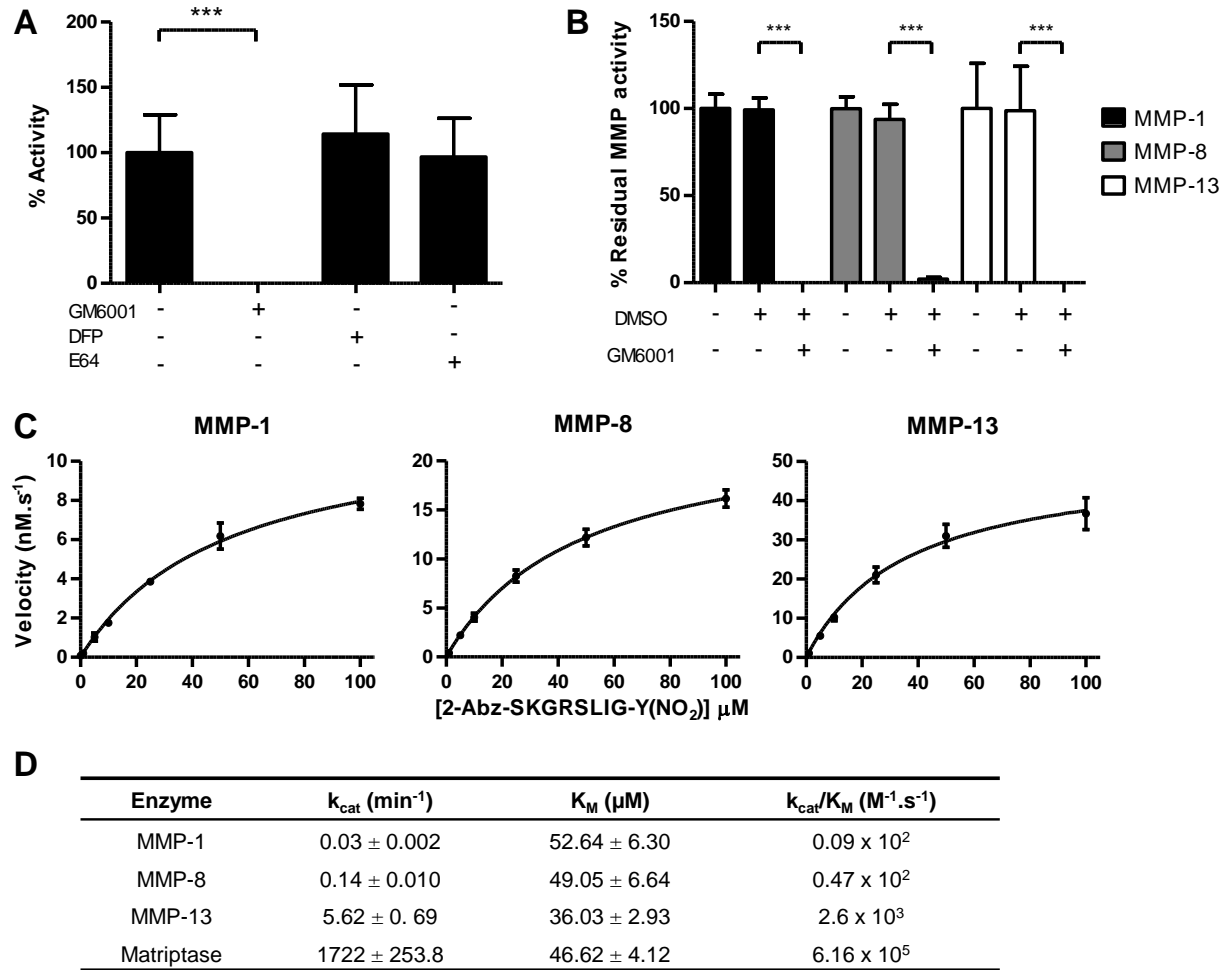 A
***
200
150
100
50
0
% Activity
GM6001 - + - -
DFP - - + -
E64 - - - +
B
*** *** ***
150
100
50
0
% Residual MMP activity
DMSO - + + - + + - + +
GM6001 - - + - - + - - +
MMP-1
MMP-8
MMP-13
C
MMP-1
10
8
6
4
2
0
0 20 40 60 80 100
Velocity (nM.s⁻¹)
MMP-8
20
15
10
5
0
0 20 40 60 80 100
[2-Abz-SKGRSLIG-Y(NO₂)] μM
MMP-13
50
40
30
20
10
0
0 20 40 60 80 100
D
Enzyme k_cat (min⁻¹) K_M (µM) k_cat/K_M (M⁻¹.s⁻¹)
MMP-1 0.03 ± 0.002 52.64 ± 6.30 0.09 x 10²
MMP-8 0.14 ± 0.010 49.05 ± 6.64 0.47 x 10²
MMP-13 5.62 ± 0. 69 36.03 ± 2.93 2.6 x 10³
Matriptase 1722 ± 253.8 46.62 ± 4.12 6.16 x 10⁵